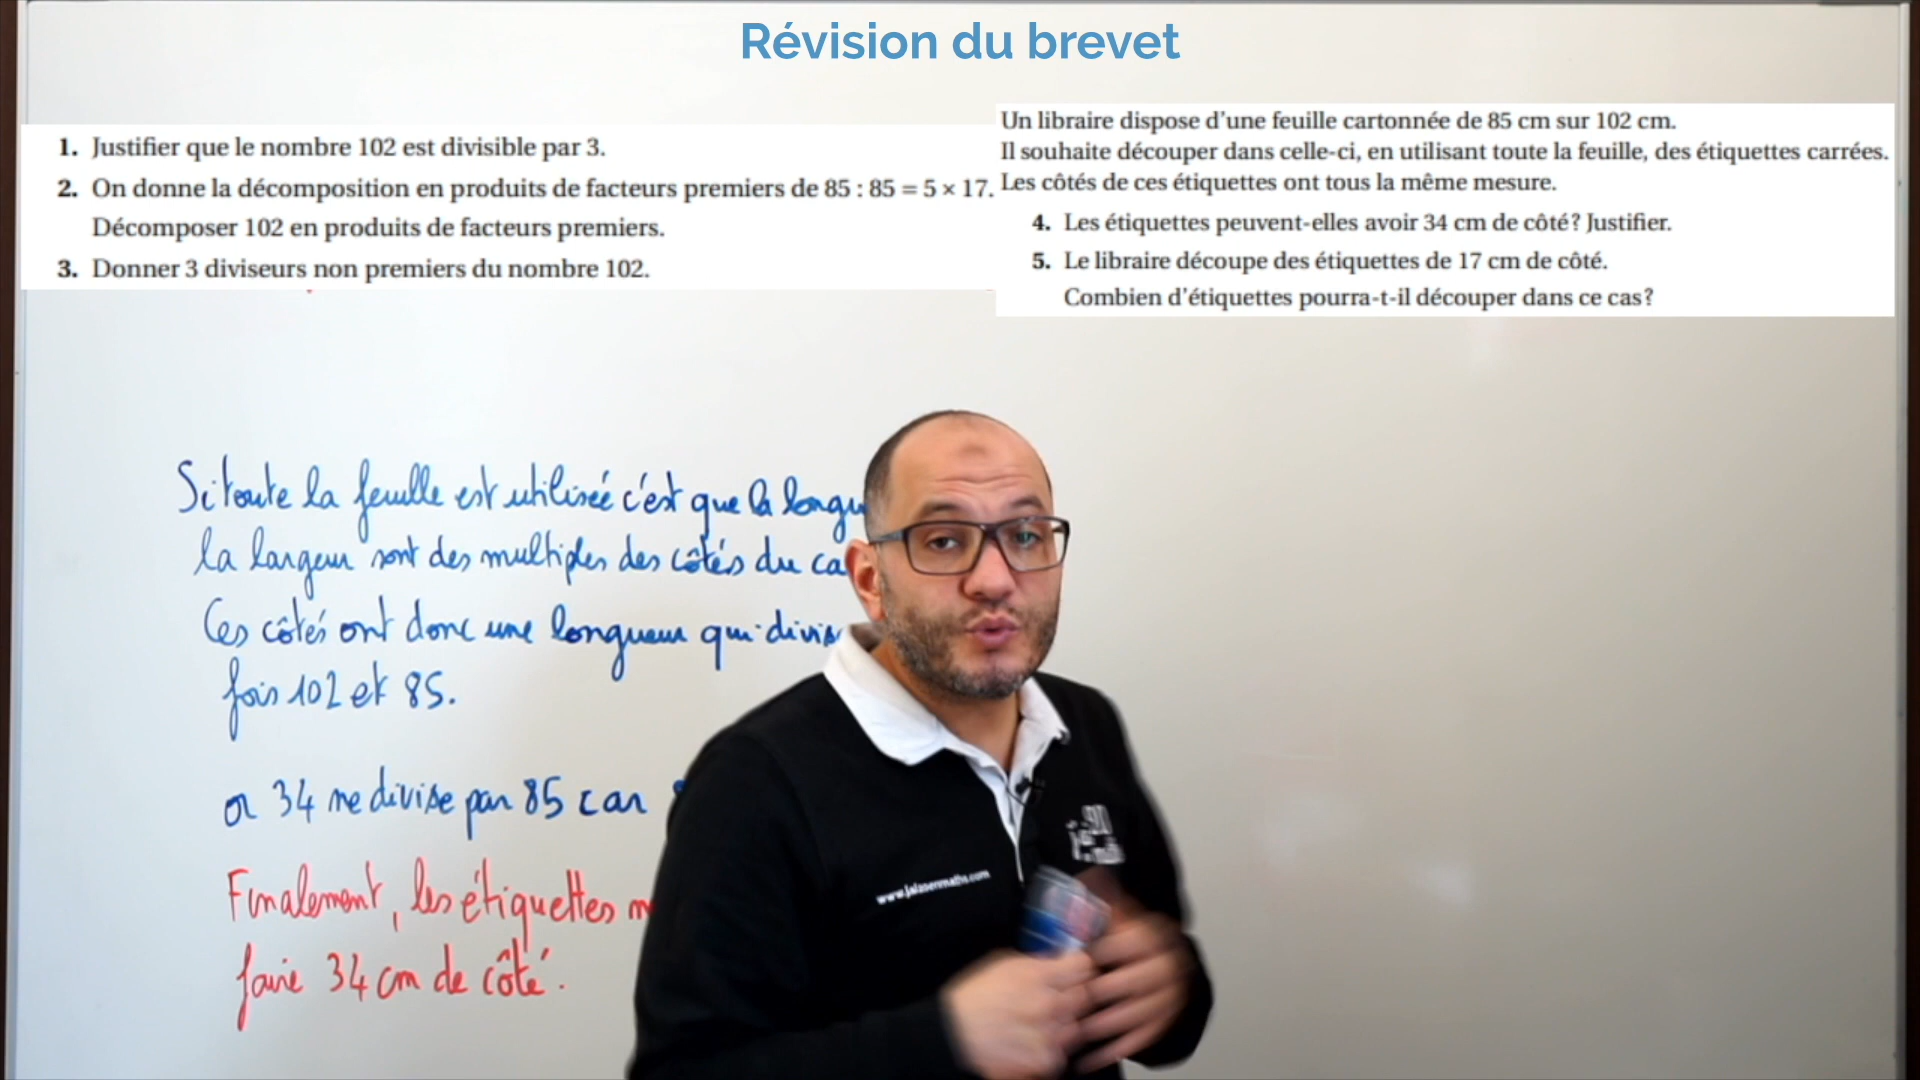 Révision du brevet
1. Justifier que le nombre 102 est divisible par 3.
2. On donne la décomposition en produits de facteurs premiers de 85 : 85 = 5 × 17.
Décomposer 102 en produits de facteurs premiers.
3. Donner 3 diviseurs non premiers du nombre 102.
Un libraire dispose d'une feuille cartonnée de 85 cm sur 102 cm.
Il souhaite découper dans celle-ci, en utilisant toute la feuille, des étiquettes carrées.
Les côtés de ces étiquettes ont tous la même mesure.
4. Les étiquettes peuvent-elles avoir 34 cm de côté ? Justifier.
5. Le libraire découpe des étiquettes de 17 cm de côté.
Combien d'étiquettes pourra-t-il découper dans ce cas ?
Si toute la feuille est utilisée c'est que la longu
la largeur sont des multiples des côtés du ca
Ces côtés ont donc une longueur qui divis
fois 102 et 85.
or 34 ne divise pas 85 car
Finalement, les étiquettes
faire 34 cm de côté.
www.jaiasenmaths.com